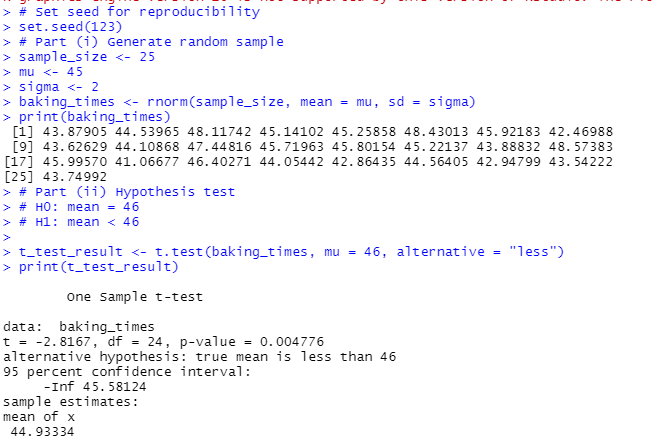 > # Set seed for reproducibility
> set.seed(123)
> # Part (i) Generate random sample
> sample_size <- 25
> mu <- 45
> sigma <- 2
> baking_times <- rnorm(sample_size, mean = mu, sd = sigma)
> print(baking_times)
 [1] 43.87905 44.53965 48.11742 45.14102 45.25858 48.43013 45.92183 42.46988
 [9] 43.62629 44.10868 47.44816 45.71963 45.80154 45.22137 43.88832 48.57383
[17] 45.99570 41.06677 46.40271 44.05442 42.86435 44.56405 42.94799 43.54222
[25] 43.74992
> # Part (ii) Hypothesis test
> # H0: mean = 46
> # H1: mean < 46
>
> t_test_result <- t.test(baking_times, mu = 46, alternative = "less")
> print(t_test_result)
        One Sample t-test
data:  baking_times
t = -2.8167, df = 24, p-value = 0.004776
alternative hypothesis: true mean is less than 46
95 percent confidence interval:
     -Inf 45.58124
sample estimates:
mean of x
 44.93334